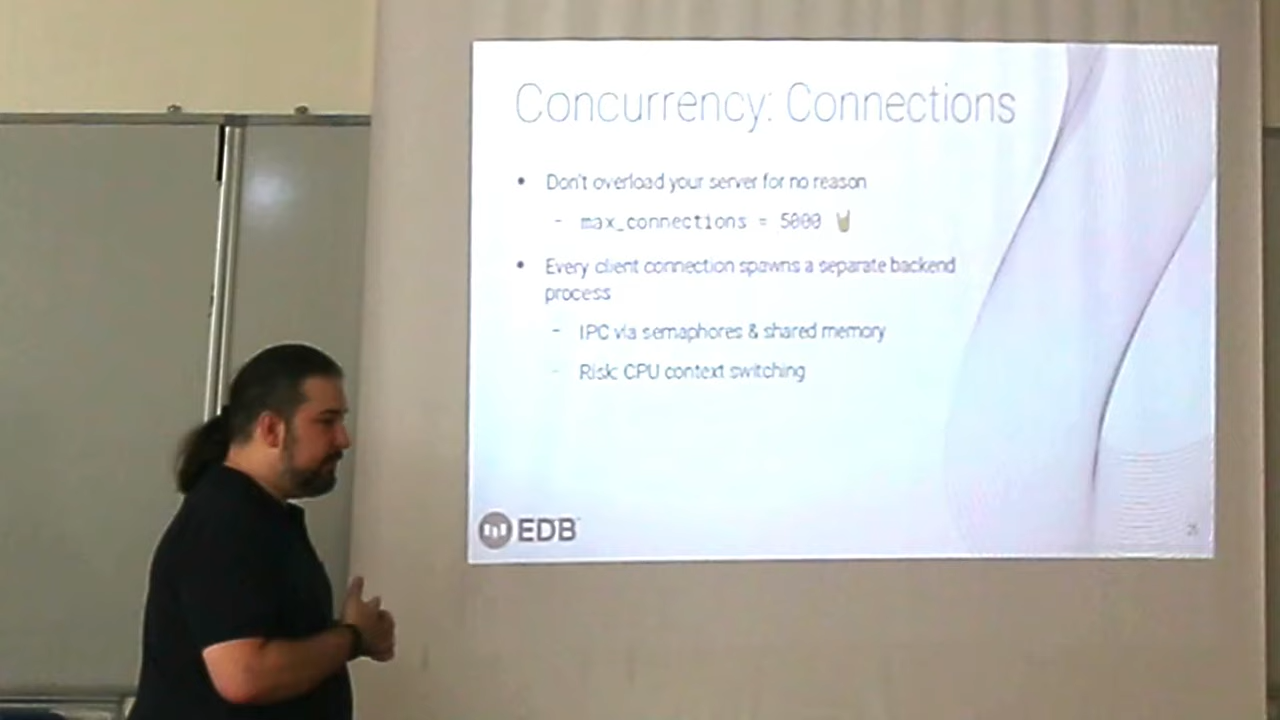 Concurrency: Connections
• Don't overload your server for no reason
- max_connections = 5000 🤘
• Every client connection spawns a separate backend
process
- IPC via semaphores & shared memory
- Risk: CPU context switching
EDB